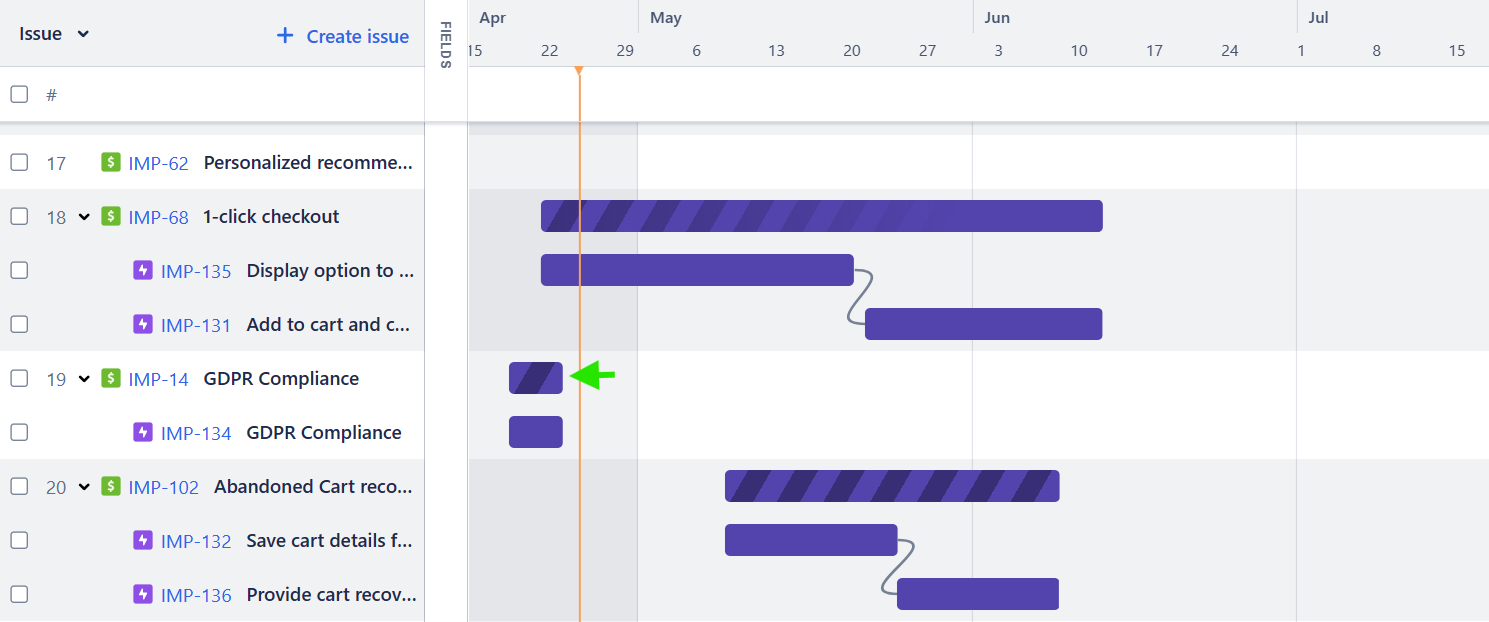 Issue + Create issue FIELDS Apr May Jun Jul
15 22 29 6 13 20 27 3 10 17 24 1 8 15
#
17 $ IMP-62 Personalized recomme...
18 $ IMP-68 1-click checkout
IMP-135 Display option to ...
IMP-131 Add to cart and c...
19 $ IMP-14 GDPR Compliance
IMP-134 GDPR Compliance
20 $ IMP-102 Abandoned Cart reco...
IMP-132 Save cart details f...
IMP-136 Provide cart recov...